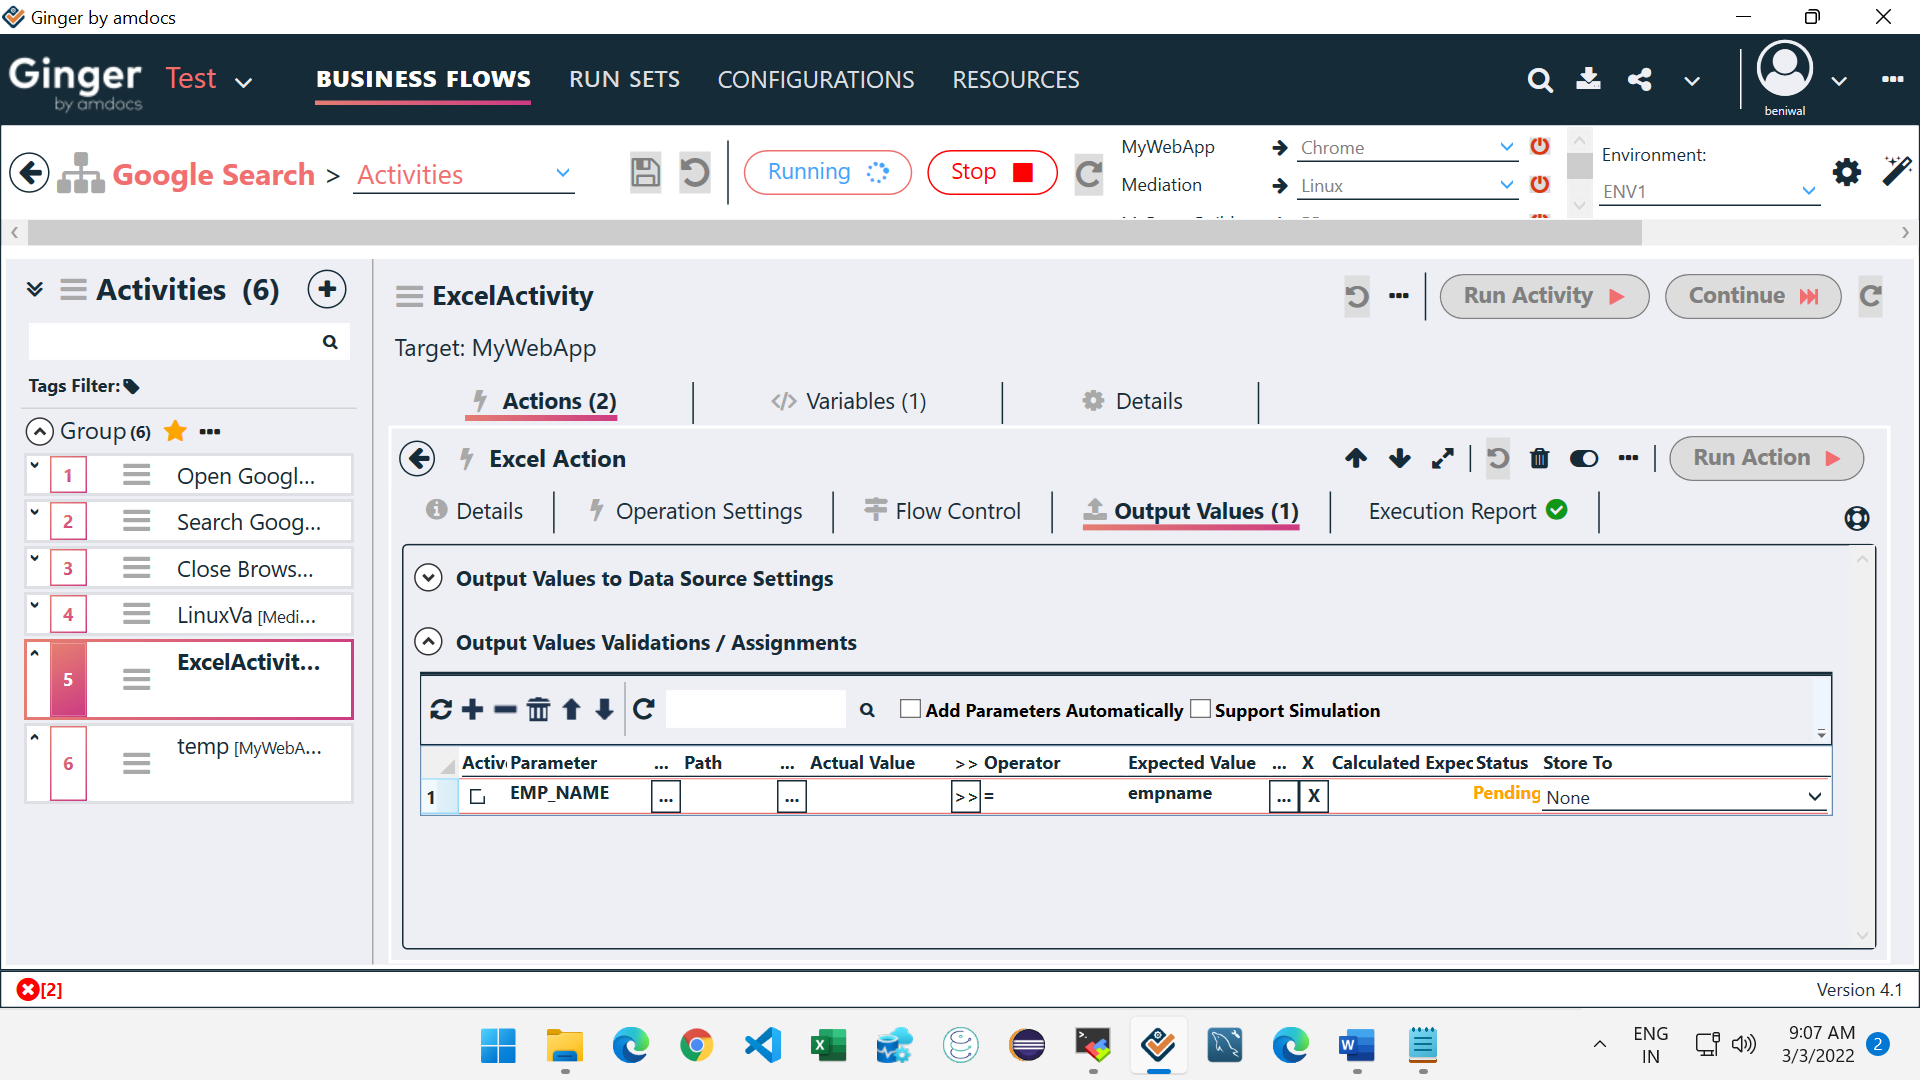 Ginger by amdocs
Ginger
by amdocs
Test
BUSINESS FLOWS
RUN SETS
CONFIGURATIONS
RESOURCES
beniwal
Google Search >
Activities
Running
Stop
MyWebApp
Chrome
Mediation
Linux
Environment:
ENV1
Activities (6)
Tags Filter:
Group (6)
1 Open Googl...
2 Search Goog...
3 Close Brows...
4 LinuxVa [Medi...
5 ExcelActivit...
6 temp [MyWebA...
ExcelActivity
Run Activity
Continue
Target: MyWebApp
Actions (2)
Variables (1)
Details
Excel Action
Run Action
Details
Operation Settings
Flow Control
Output Values (1)
Execution Report
Output Values to Data Source Settings
Output Values Validations / Assignments
Add Parameters Automatically
Support Simulation
Activ Parameter ... Path ... Actual Value >> Operator Expected Value ... X Calculated Expec Status Store To
1 EMP_NAME ... ... >> = empname ... X Pending None
[2]
Version 4.1
ENG
IN
9:07 AM
3/3/2022
2